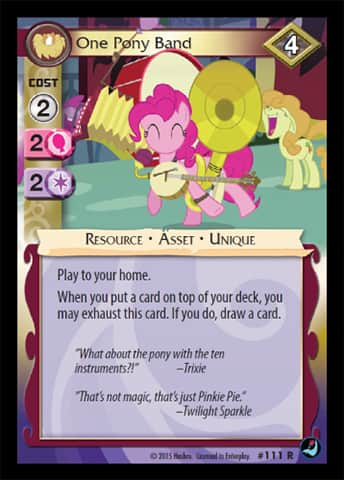 One Pony Band
4
COST
2
2
2
RESOURCE • ASSET • UNIQUE
Play to your home.
When you put a card on top of your deck, you
may exhaust this card. If you do, draw a card.
"What about the pony with the ten
instruments?!" –Trixie
"That's not magic, that's just Pinkie Pie."
–Twilight Sparkle
© 2015 Hasbro. Licensed to Enterplay. #111 R